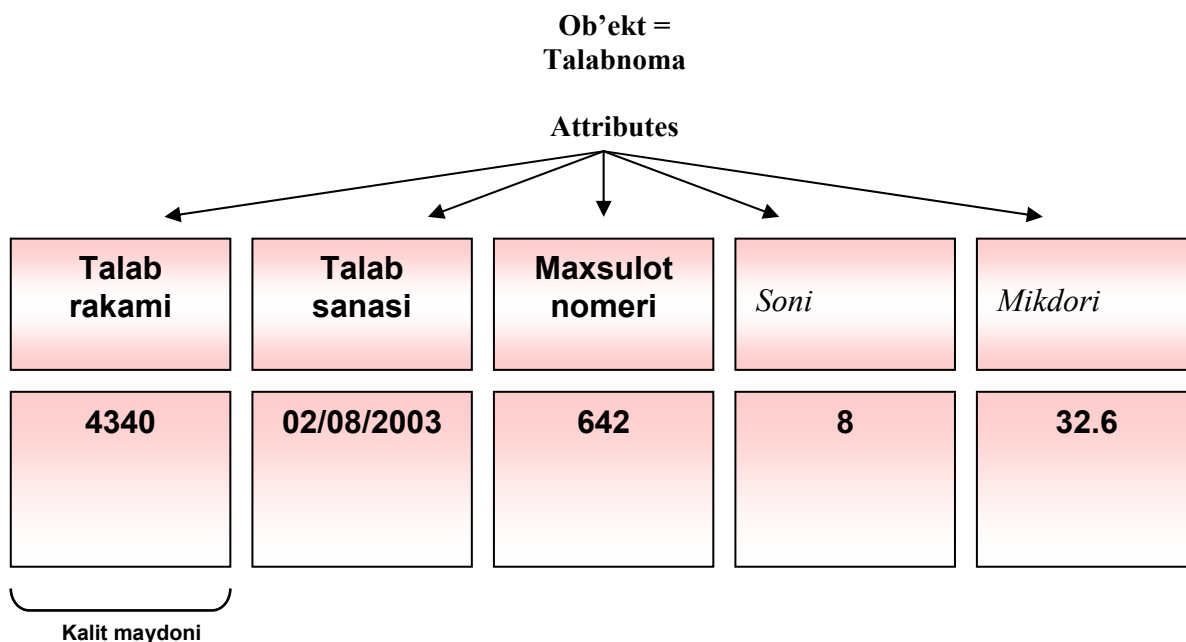 Ob’ekt =
Talabnoma
Attributes
Talab
rakami
Talab
sanasi
Maxsulot
nomeri
Soni
Mikdori
4340
02/08/2003
642
8
32.6
Kalit maydoni